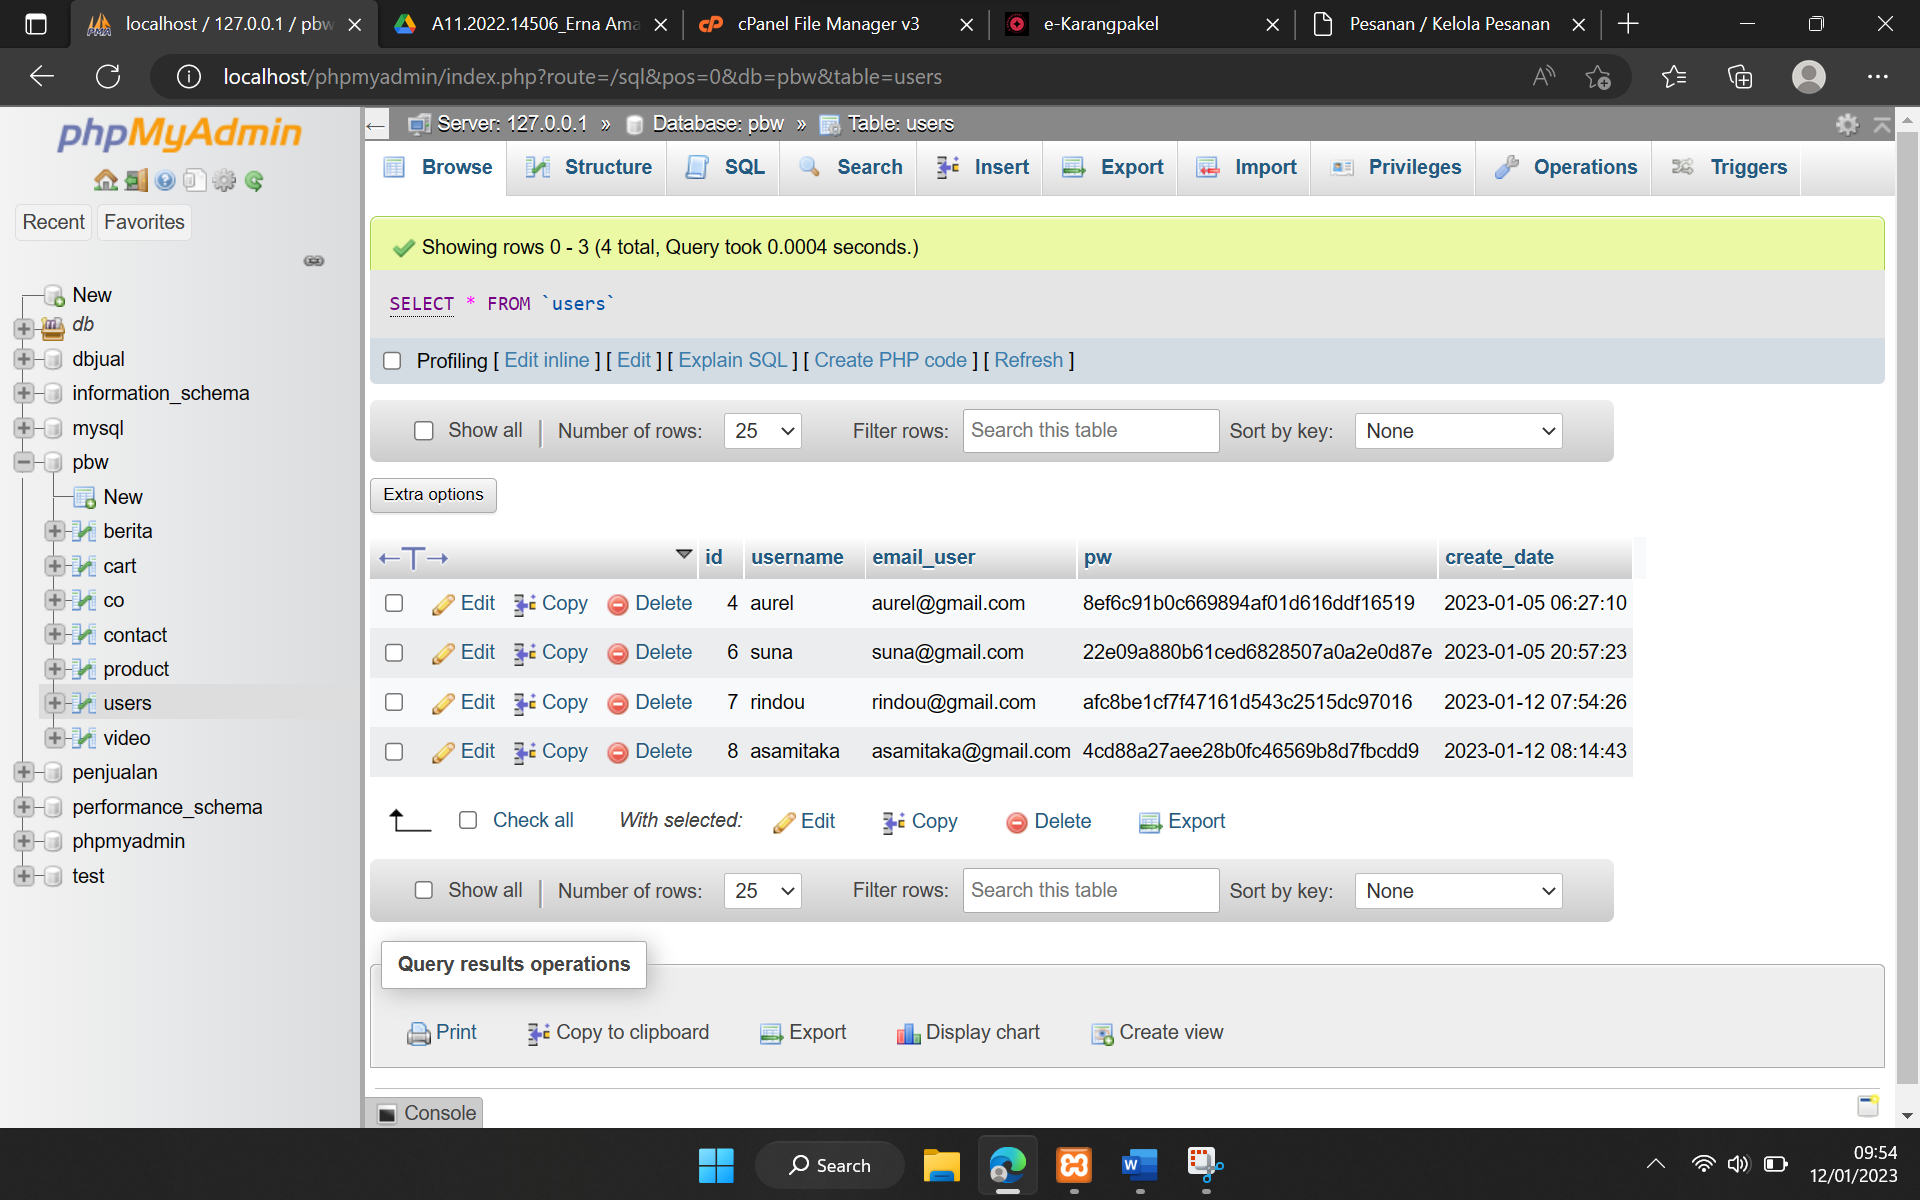 localhost / 127.0.0.1 / pbw
A11.2022.14506_Erna Ama
cPanel File Manager v3
e-Karangpakel
Pesanan / Kelola Pesanan
localhost/phpmyadmin/index.php?route=/sql&pos=0&db=pbw&table=users
phpMyAdmin
Recent
Favorites
New
db
dbjual
information_schema
mysql
pbw
New
berita
cart
co
contact
product
users
video
penjualan
performance_schema
phpmyadmin
test
Server: 127.0.0.1 » Database: pbw » Table: users
Browse Structure SQL Search Insert Export Import Privileges Operations Triggers
Showing rows 0 - 3 (4 total, Query took 0.0004 seconds.)
SELECT * FROM `users`
Profiling [ Edit inline ] [ Edit ] [ Explain SQL ] [ Create PHP code ] [ Refresh ]
Show all Number of rows: 25 Filter rows: Search this table Sort by key: None
Extra options
id username email_user pw create_date
Edit Copy Delete 4 aurel aurel@gmail.com 8ef6c91b0c669894af01d616ddf16519 2023-01-05 06:27:10
Edit Copy Delete 6 suna suna@gmail.com 22e09a880b61ced6828507a0a2e0d87e 2023-01-05 20:57:23
Edit Copy Delete 7 rindou rindou@gmail.com afc8be1cf7f47161d543c2515dc97016 2023-01-12 07:54:26
Edit Copy Delete 8 asamitaka asamitaka@gmail.com 4cd88a27aee28b0fc46569b8d7fbcdd9 2023-01-12 08:14:43
Check all With selected: Edit Copy Delete Export
Show all Number of rows: 25 Filter rows: Search this table Sort by key: None
Query results operations
Print Copy to clipboard Export Display chart Create view
Console
Search
09:54
12/01/2023